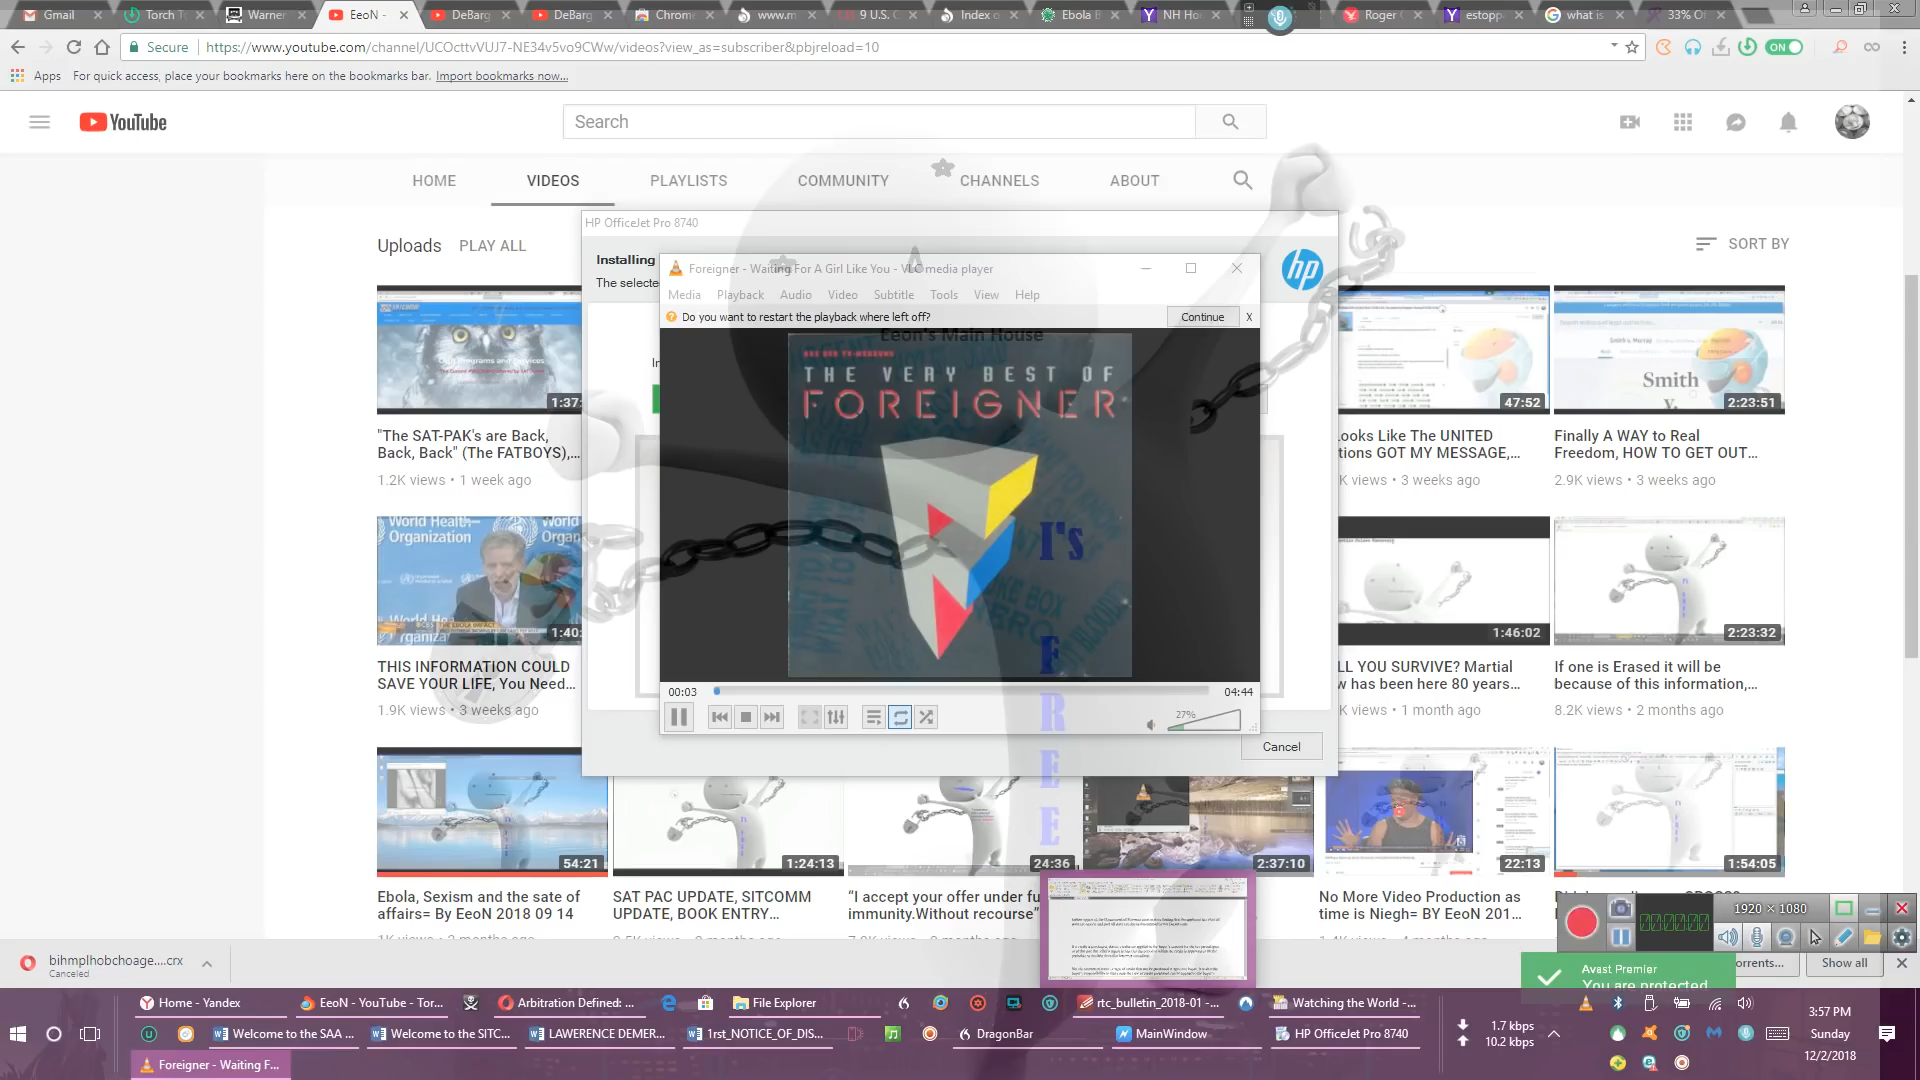 Gmail
Torch T
Warner
EeoN -
DeBarg
DeBarg
Chrome
www.m
9 U.S. C
Index o
Ebola B
NH Ho
Roger C
estopp
what is
33% Of
Secure https://www.youtube.com/channel/UCOcttvVUJ7-NE34v5vo9CWw/videos?view_as=subscriber&pbjreload=10
ON
Apps For quick access, place your bookmarks here on the bookmarks bar. Import bookmarks now...
YouTube
Search
HOME VIDEOS PLAYLISTS COMMUNITY CHANNELS ABOUT
Uploads PLAY ALL
SORT BY
HP OfficeJet Pro 8740
Installing
The selecte
hp
Foreigner - Waiting For A Girl Like You - VLC media player
Media Playback Audio Video Subtitle Tools View Help
Do you want to restart the playback where left off?
Continue X
Eeon's Main House
THE VERY BEST OF
FOREIGNER
I's
F
R
E
E
00:03 04:44
27%
Cancel
1:37:
47:52
Smith
v.
2:23:51
"The SAT-PAK's are Back,
Back, Back" (The FATBOYS),...
1.2K views • 1 week ago
ooks Like The UNITED
tions GOT MY MESSAGE,...
K views • 3 weeks ago
Finally A WAY to Real
Freedom, HOW TO GET OUT...
2.9K views • 3 weeks ago
World Health
Organization
1:40:
1:46:02
2:23:32
THIS INFORMATION COULD
SAVE YOUR LIFE, You Need...
1.9K views • 3 weeks ago
LL YOU SURVIVE? Martial
w has been here 80 years...
K views • 1 month ago
If one is Erased it will be
because of this information,...
8.2K views • 2 months ago
54:21
1:24:13
24:36
2:37:10
22:13
1:54:05
Ebola, Sexism and the sate of
affairs= By EeoN 2018 09 14
SAT PAC UPDATE, SITCOMM
UPDATE, BOOK ENTRY...
“I accept your offer under fu
immunity.Without recourse”
No More Video Production as
time is Niegh= BY EeoN 201...
1920 × 1080
bihmplhobchoage....crx
Canceled
Avast Premier
You are protected
orrents...
Show all
Home - Yandex
EeoN - YouTube - Tor...
Arbitration Defined: ...
File Explorer
rtc_bulletin_2018-01 -...
Watching the World -...
Welcome to the SAA ...
Welcome to the SITC...
LAWERENCE DEMER...
1rst_NOTICE_OF_DIS...
DragonBar
MainWindow
HP OfficeJet Pro 8740
Foreigner - Waiting F...
1.7 kbps
10.2 kbps
3:57 PM
Sunday
12/2/2018